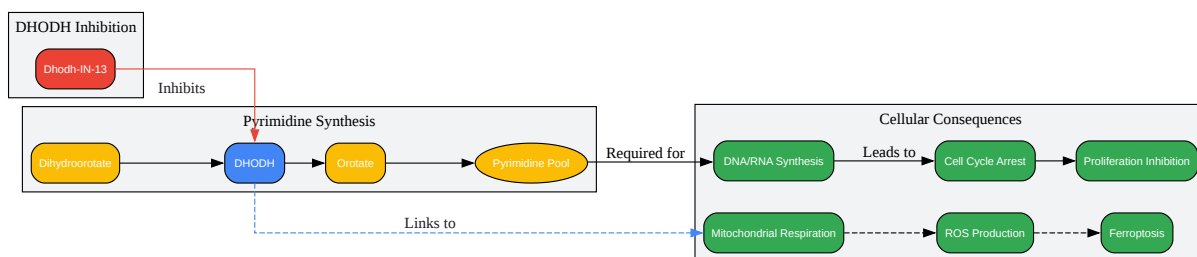 DHODH Inhibition
Dhodh-IN-13
Inhibits
Pyrimidine Synthesis
Dihydroorotate
DHODH
Orotate
Pyrimidine Pool
Required for
Cellular Consequences
DNA/RNA Synthesis
Leads to
Cell Cycle Arrest
Proliferation Inhibition
Links to
Mitochondrial Respiration
ROS Production
Ferroptosis